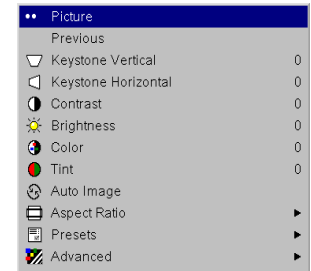 Picture
Previous
Keystone Vertical 0
Keystone Horizontal 0
Contrast 0
Brightness 0
Color 0
Tint 0
Auto Image
Aspect Ratio
Presets
Advanced